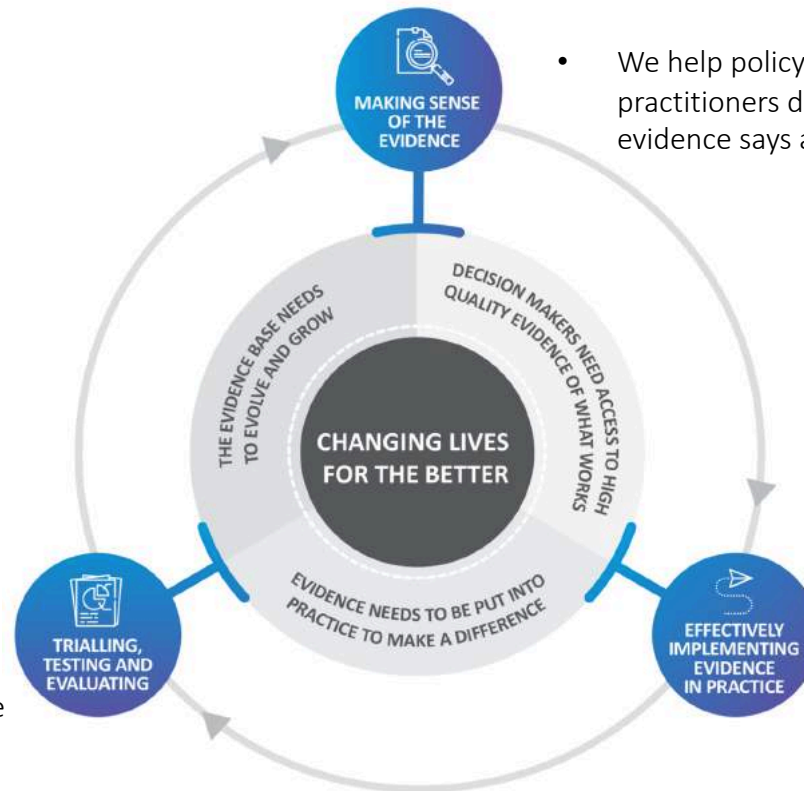 MAKING SENSE
OF THE
EVIDENCE
• We help policy
practitioners d
evidence says a
THE EVIDENCE BASE NEEDS
TO EVOLVE AND GROW
DECISION MAKERS NEED ACCESS TO HIGH
QUALITY EVIDENCE OF WHAT WORKS
CHANGING LIVES
FOR THE BETTER
EVIDENCE NEEDS TO BE PUT INTO
PRACTICE TO MAKE A DIFFERENCE
TRIALLING,
TESTING AND
EVALUATING
e
EFFECTIVELY
IMPLEMENTING
EVIDENCE
IN PRACTICE